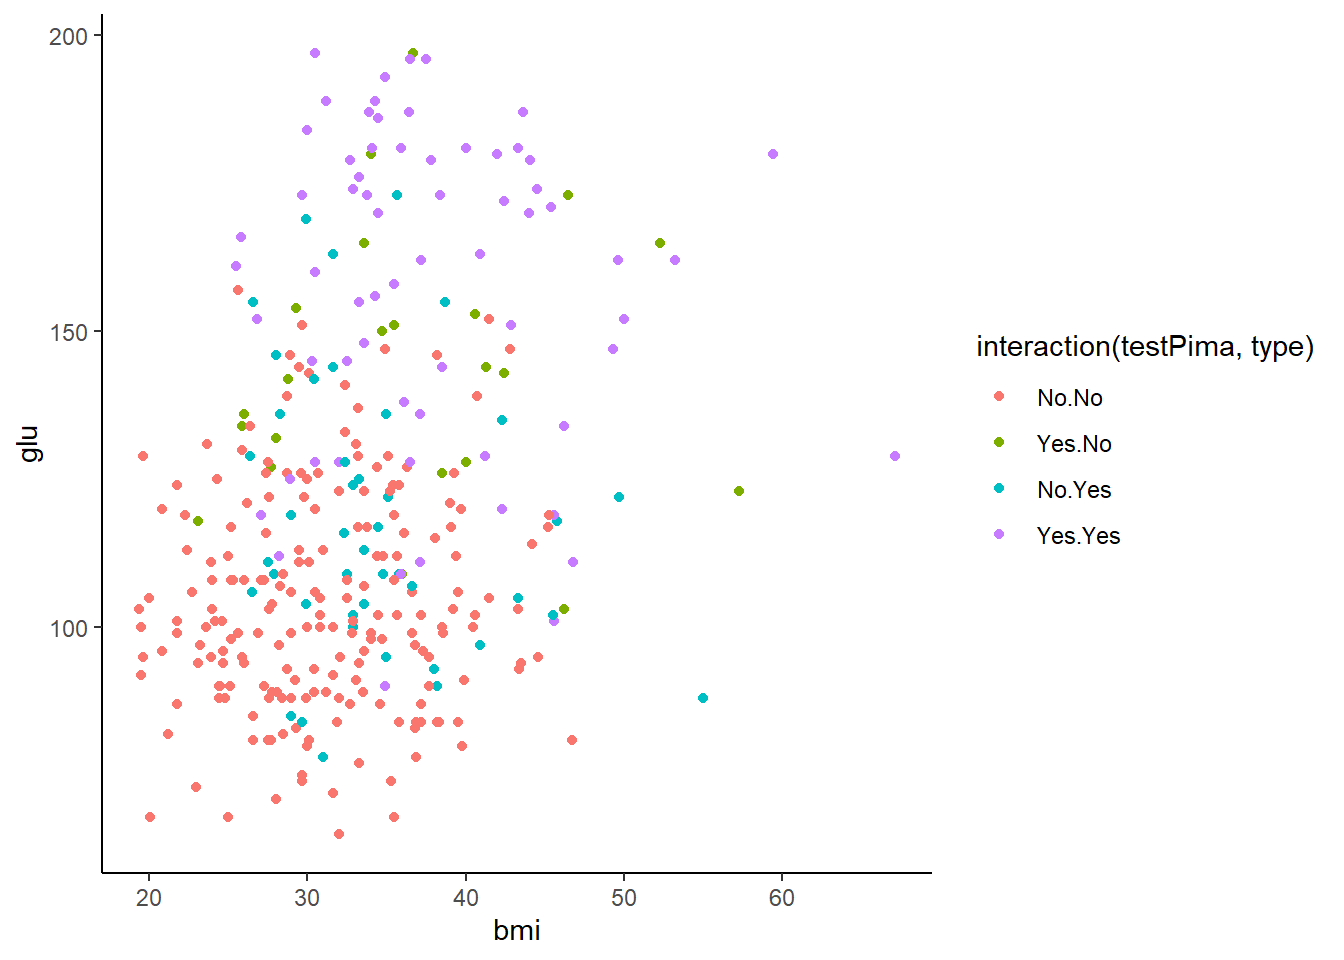 200
150
100
glu
20 30 40 50 60
bmi
interaction(testPima, type)
No.No
Yes.No
No.Yes
Yes.Yes